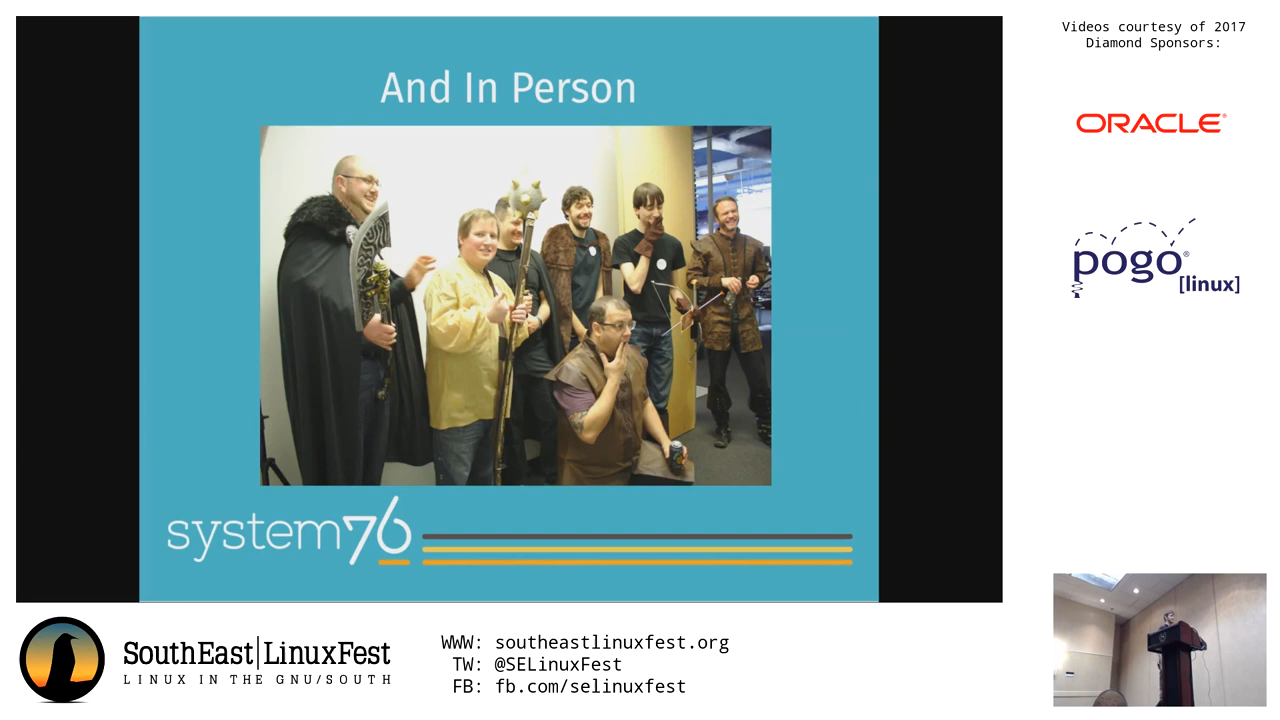 And In Person
system76
Videos courtesy of 2017
Diamond Sponsors:
ORACLE®
pogo®
[linux]
SouthEast|LinuxFest
LINUX IN THE GNU/SOUTH
WWW: southeastlinuxfest.org
TW: @SELinuxFest
FB: fb.com/selinuxfest